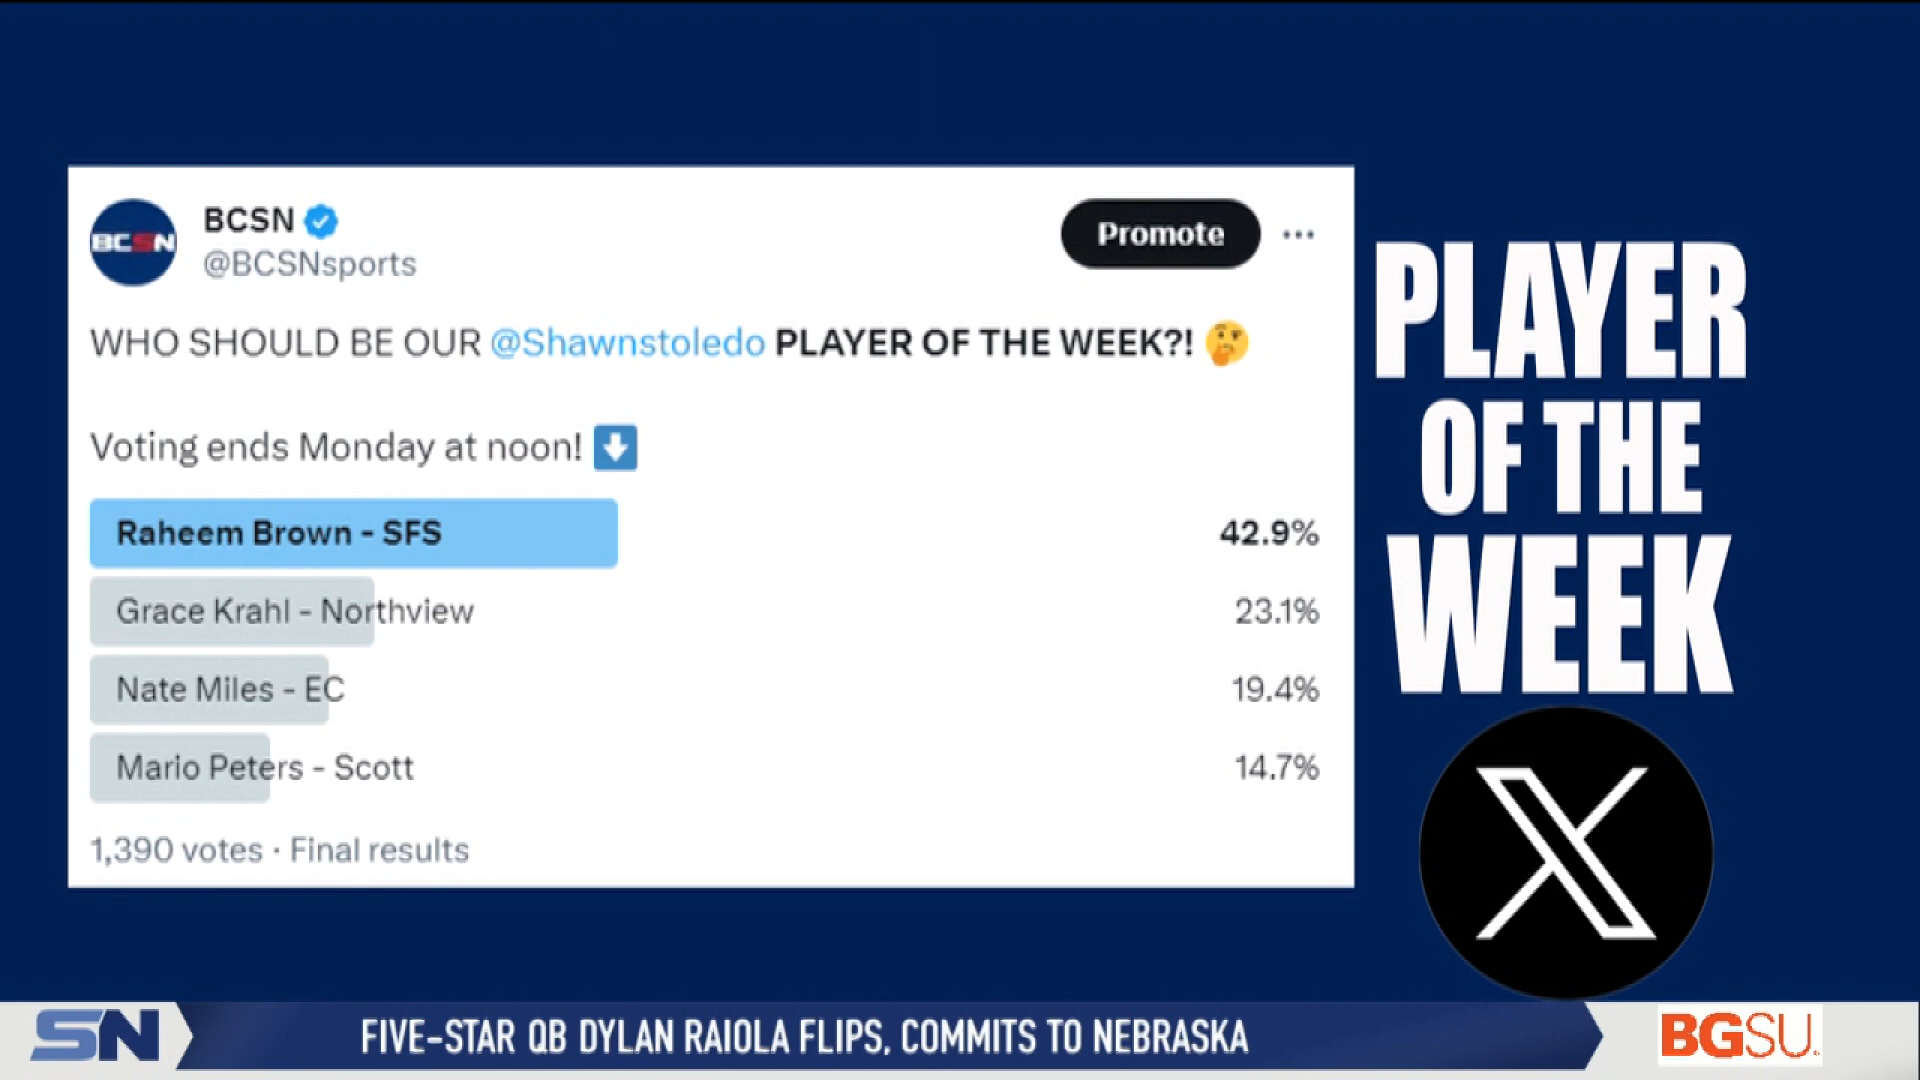 BCSN
BCSN
@BCSNsports
Promote
WHO SHOULD BE OUR @Shawnstoledo PLAYER OF THE WEEK?! 🤔
Voting ends Monday at noon! ⬇️
Raheem Brown - SFS 42.9%
Grace Krahl - Northview 23.1%
Nate Miles - EC 19.4%
Mario Peters - Scott 14.7%
1,390 votes · Final results
PLAYER
OF THE
WEEK
X
SN
FIVE-STAR QB DYLAN RAIOLA FLIPS, COMMITS TO NEBRASKA
BGSU.